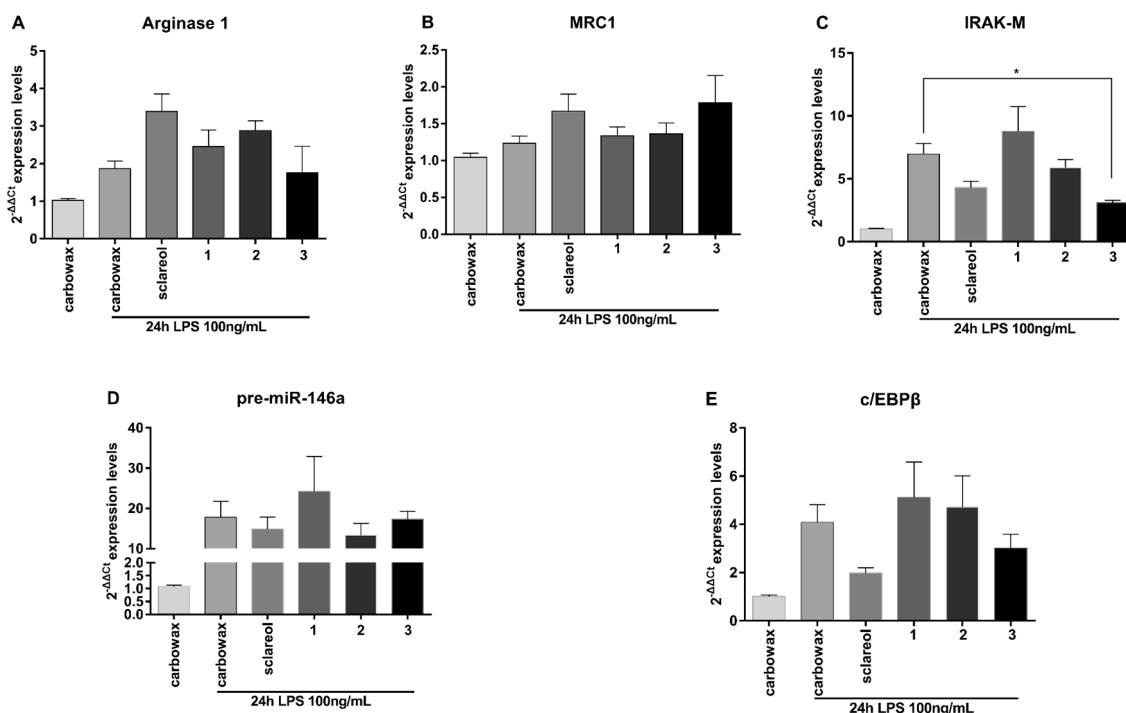 A
Arginase 1
2-ΔΔCt expression levels
5
4
3
2
1
0
carbowax
carbowax
sclareol
1
2
3
24h LPS 100ng/mL
B
MRC1
2-ΔΔCt expression levels
2.5
2.0
1.5
1.0
0.5
0.0
carbowax
carbowax
sclareol
1
2
3
24h LPS 100ng/mL
C
IRAK-M
2-ΔΔCt expression levels
15
10
5
0
*
carbowax
carbowax
sclareol
1
2
3
24h LPS 100ng/mL
D
pre-miR-146a
2-ΔΔCt expression levels
40
30
20
10
2.0
1.5
1.0
0.5
0.0
carbowax
carbowax
sclareol
1
2
3
24h LPS 100ng/mL
E
c/EBPβ
2-ΔΔCt expression levels
8
6
4
2
0
carbowax
carbowax
sclareol
1
2
3
24h LPS 100ng/mL